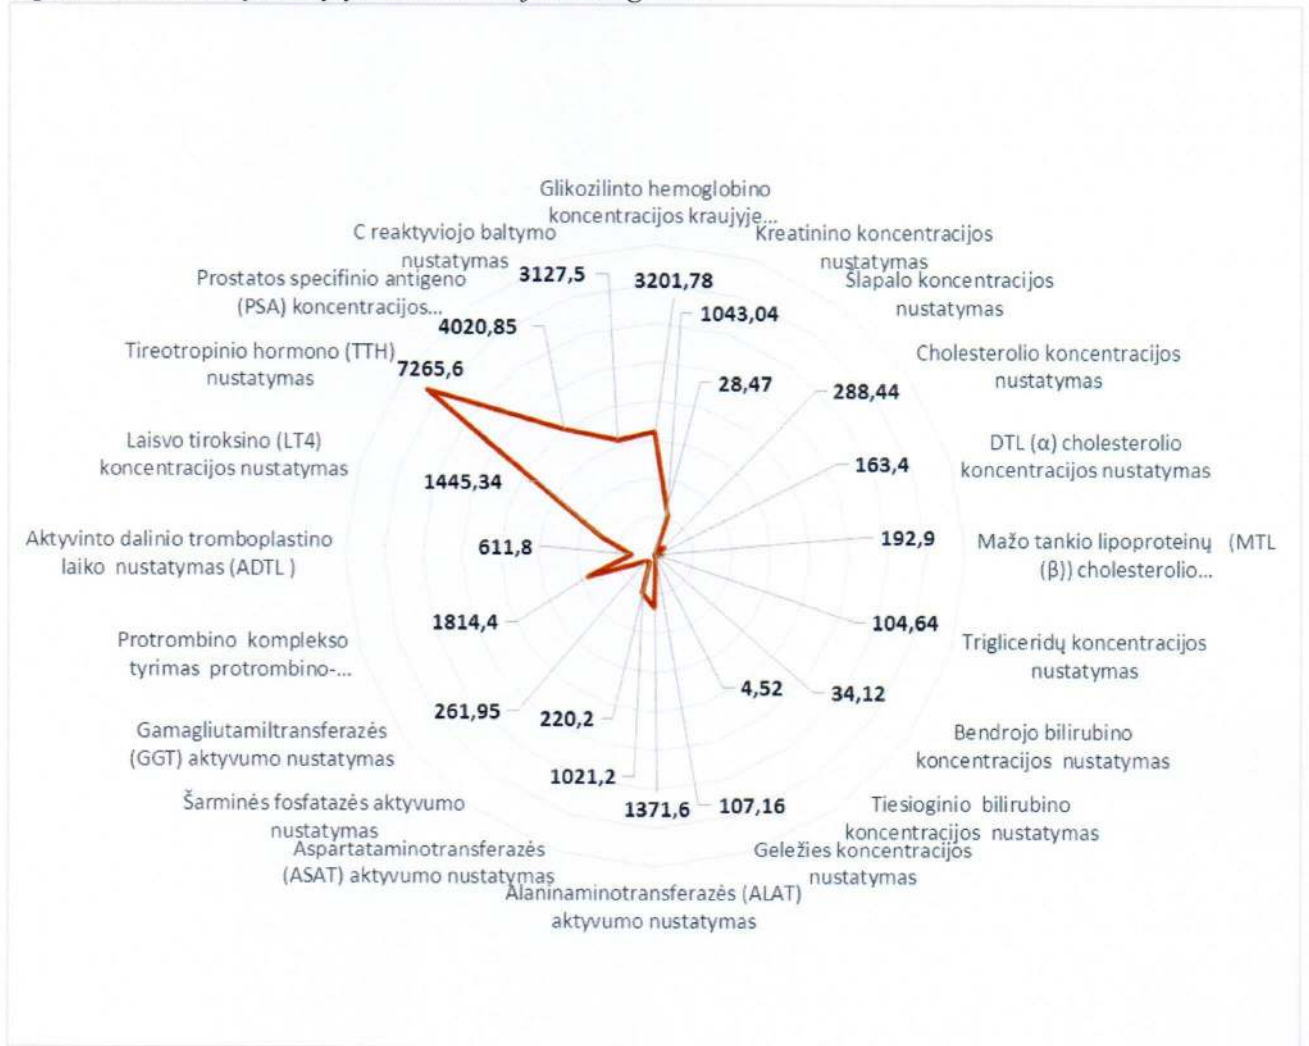 Glikozilinto hemoglobino
koncentracijos kraujyje...
Kreatinino koncentracijos
nustatymas
Šlapalo koncentracijos
nustatymas
Cholesterolio koncentracijos
nustatymas
DTL (α) cholesterolio
koncentracijos nustatymas
Mažo tankio lipoproteinų (MTL
(β)) cholesterolio...
Trigliceridų koncentracijos
nustatymas
Bendrojo bilirubino
koncentracijos nustatymas
Tiesioginio bilirubino
koncentracijos nustatymas
Geležies koncentracijos
nustatymas
Alaninaminotransferazės (ALAT)
aktyvumo nustatymas
Aspartataminotransferazės
(ASAT) aktyvumo nustatymas
Šarminės fosfatazės aktyvumo
nustatymas
Gamagliutamiltransferazės
(GGT) aktyvumo nustatymas
Protrombino komplekso
tyrimas protrombino-...
Aktyvinto dalinio tromboplastino
laiko nustatymas (ADTL )
Laisvo tiroksino (LT4)
koncentracijos nustatymas
Tireotropinio hormono (TTH)
nustatymas
Prostatos specifinio antigeno
(PSA) koncentracijos...
C reaktyviojo baltymo
nustatymas
3201,78
1043,04
28,47
288,44
163,4
192,9
104,64
34,12
4,52
107,16
1371,6
1021,2
220,2
261,95
1814,4
611,8
1445,34
7265,6
4020,85
3127,5